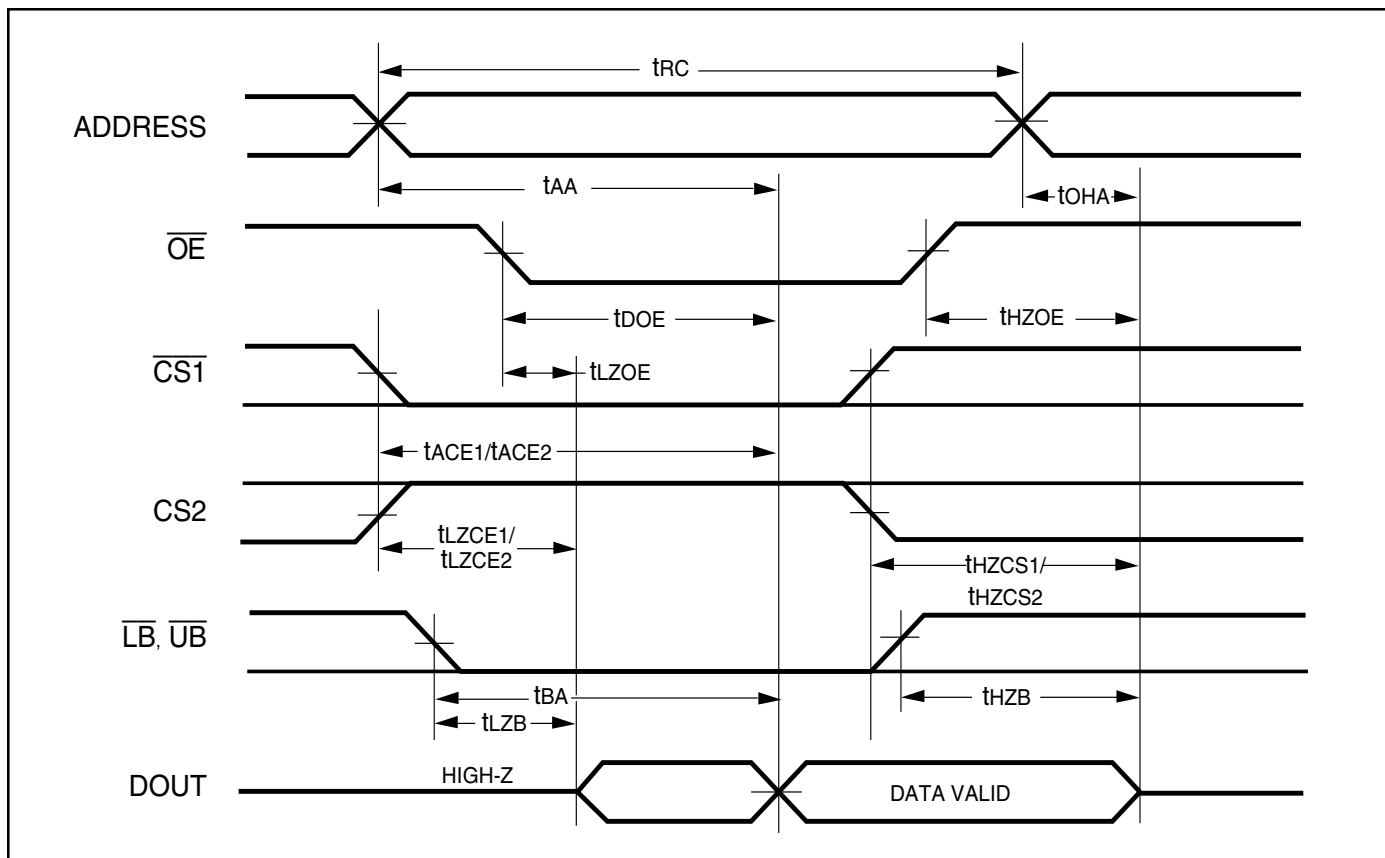 tRC
ADDRESS
tAA
tOHA
OE
tDOE
tHZOE
CS1
tLZOE
tACE1/tACE2
CS2
tLZCE1/
tLZCE2
tHZCS1/
tHZCS2
LB, UB
tBA
tHZB
tLZB
HIGH-Z
DOUT
DATA VALID